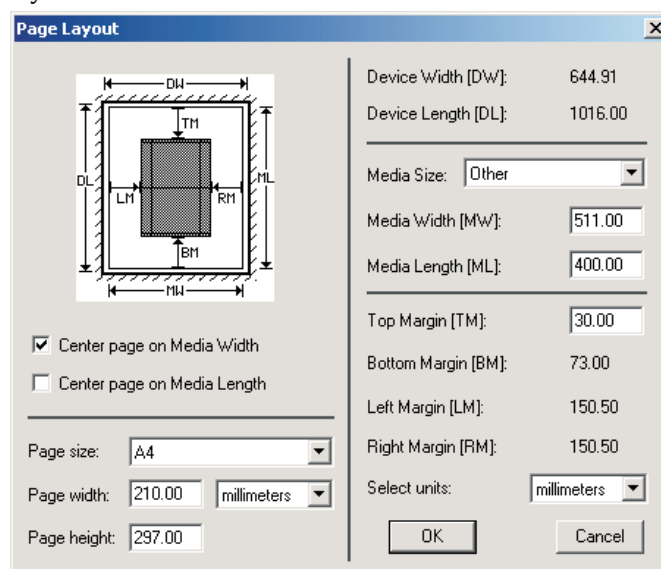 Page Layout
DW
TM
DL
ML
LM
RM
BM
MW
Center page on Media Width
Center page on Media Length
Page size: A4
Page width: 210.00 millimeters
Page height: 297.00
Device Width [DW]: 644.91
Device Length [DL]: 1016.00
Media Size: Other
Media Width [MW]: 511.00
Media Length [ML]: 400.00
Top Margin [TM]: 30.00
Bottom Margin [BM]: 73.00
Left Margin [LM]: 150.50
Right Margin [RM]: 150.50
Select units: millimeters
OK Cancel